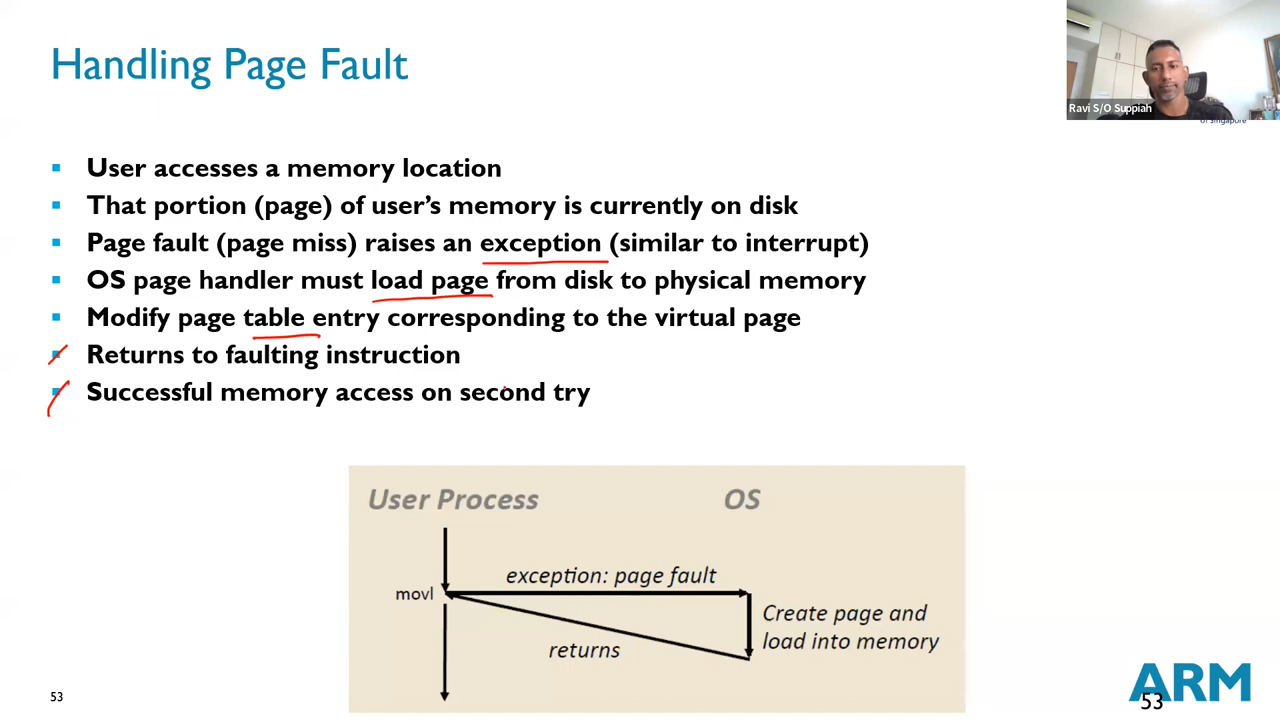 Handling Page Fault
Ravi S/O Suppiah
of Singapore
User accesses a memory location
That portion (page) of user’s memory is currently on disk
Page fault (page miss) raises an exception (similar to interrupt)
OS page handler must load page from disk to physical memory
Modify page table entry corresponding to the virtual page
Returns to faulting instruction
Successful memory access on second try
User Process
OS
exception: page fault
movl
Create page and
load into memory
returns
53
ARM
53